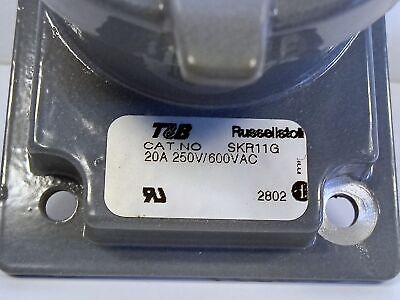 T&B Russellstoll
CAT.NO SKR11G
20A 250V/600VAC
2802